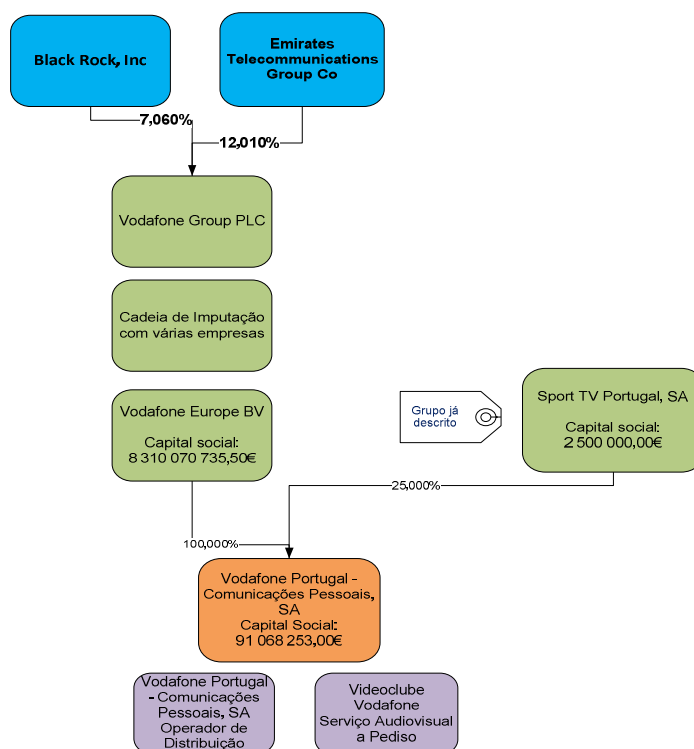 Black Rock, Inc
Emirates
Telecommunications
Group Co
7,060%
12,010%
Vodafone Group PLC
Cadeia de Imputação
com várias empresas
Vodafone Europe BV
Capital social:
8 310 070 735,50€
Grupo já
descrito
Sport TV Portugal, SA
Capital social:
2 500 000,00€
25,000%
100,000%
Vodafone Portugal -
Comunicações Pessoais,
SA
Capital Social:
91 068 253,00€
Vodafone Portugal
- Comunicações
Pessoais, SA
Operador de
Distribuição
Videoclube
Vodafone
Serviço Audiovisual
a Pediso